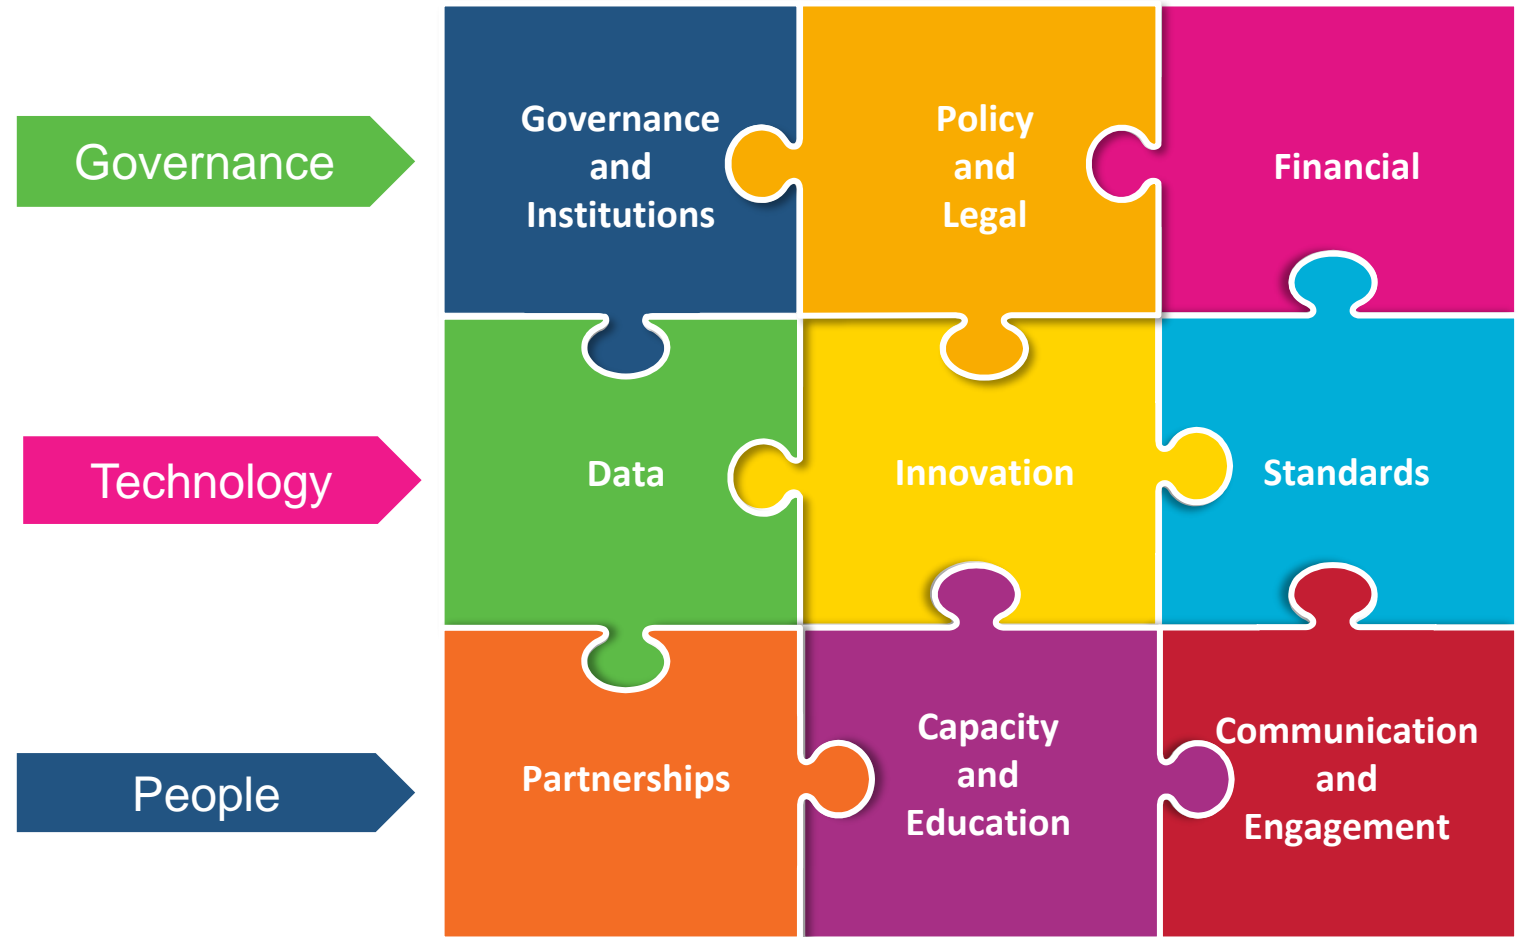 Governance
Governance
and
Institutions
Policy
and
Legal
Financial
Technology
Data
Innovation
Standards
People
Partnerships
Capacity
and
Education
Communication
and
Engagement